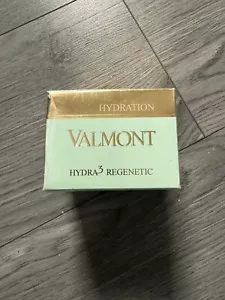 HYDRATION
VALMONT
HYDRA³ REGENETIC